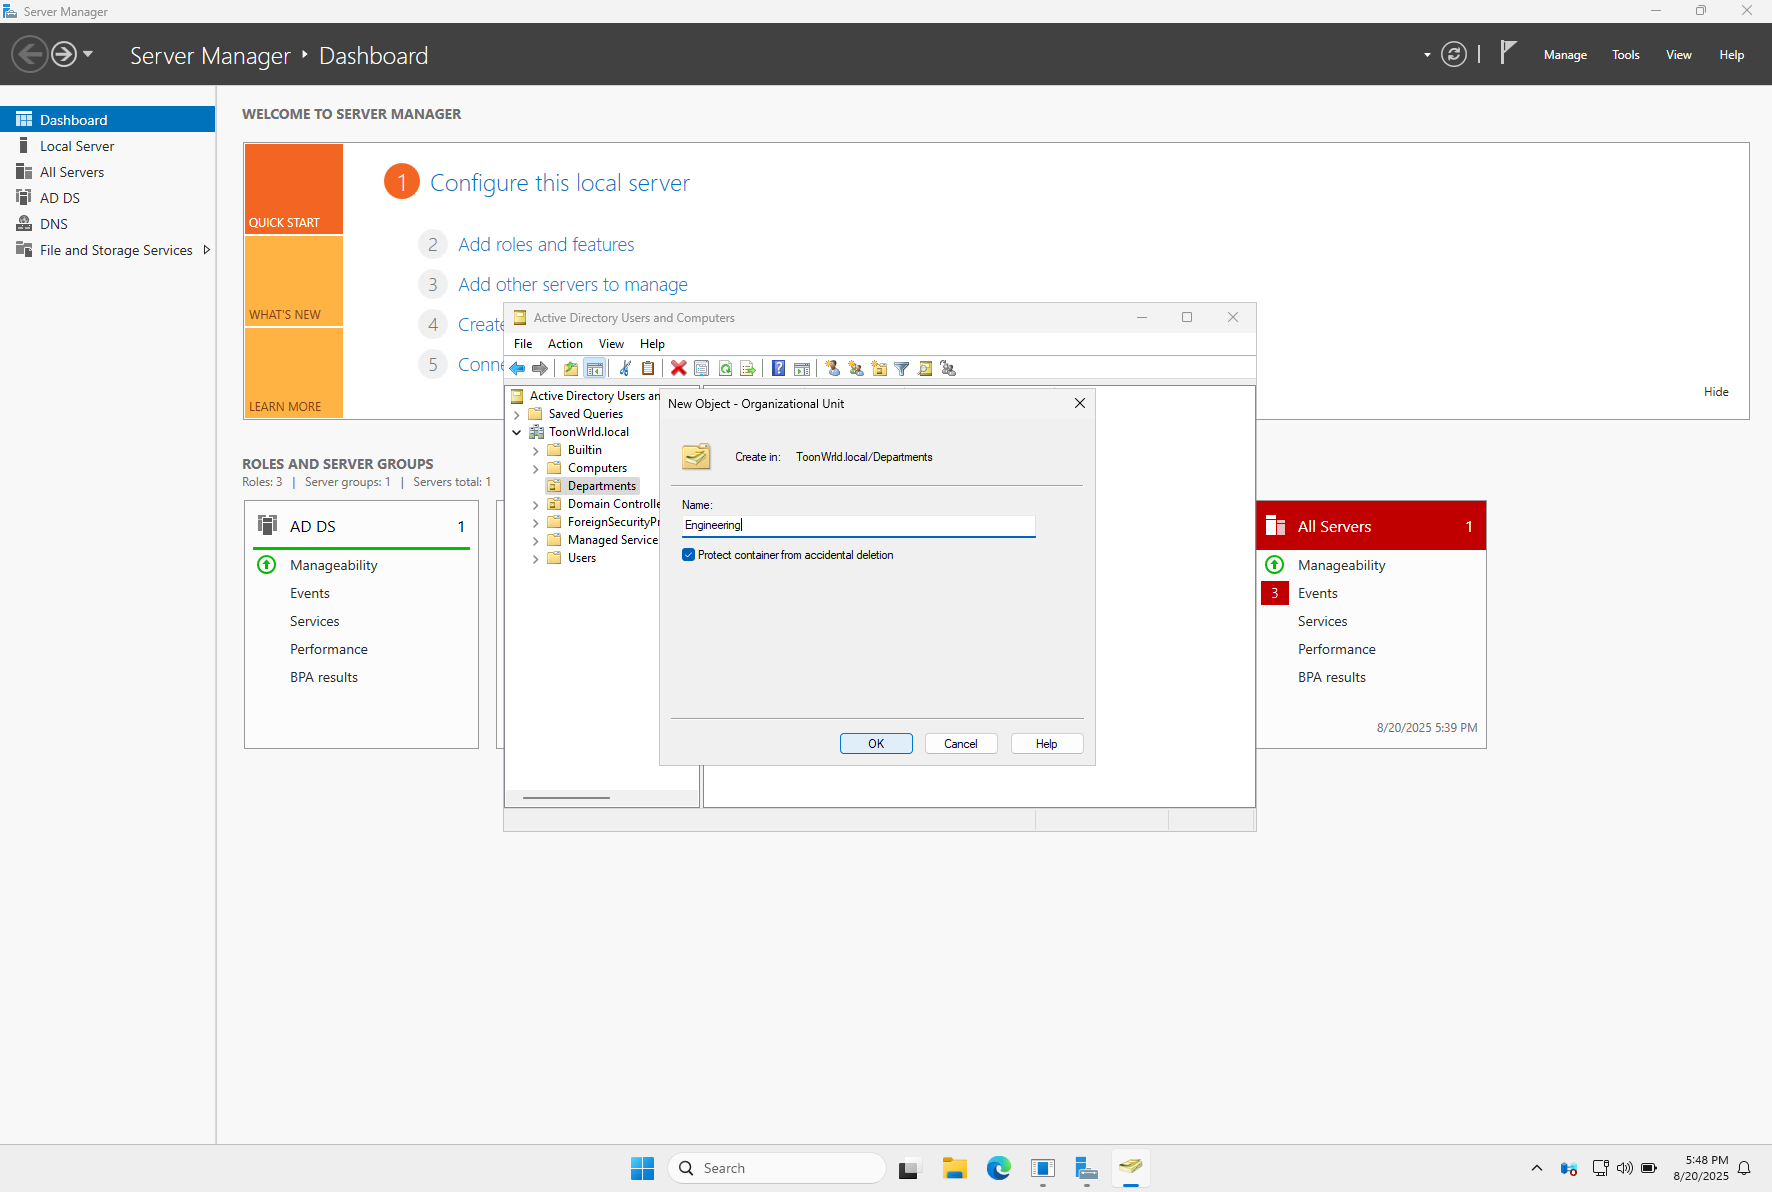 Server Manager
Server Manager Dashboard
Manage Tools View Help
Dashboard
Local Server
All Servers
AD DS
DNS
File and Storage Services
WELCOME TO SERVER MANAGER
QUICK START
WHAT'S NEW
LEARN MORE
1 Configure this local server
2 Add roles and features
3 Add other servers to manage
4 Create
5 Conne
Hide
ROLES AND SERVER GROUPS
Roles: 3 | Server groups: 1 | Servers total: 1
AD DS 1
Manageability
Events
Services
Performance
BPA results
Active Directory Users and Computers
File Action View Help
Active Directory Users an
Saved Queries
ToonWrld.local
Builtin
Computers
Departments
Domain Controlle
ForeignSecurityPr
Managed Service
Users
New Object - Organizational Unit
Create in: ToonWrld.local/Departments
Name:
Engineering
Protect container from accidental deletion
OK Cancel Help
All Servers 1
Manageability
3 Events
Services
Performance
BPA results
8/20/2025 5:39 PM
Search
5:48 PM
8/20/2025